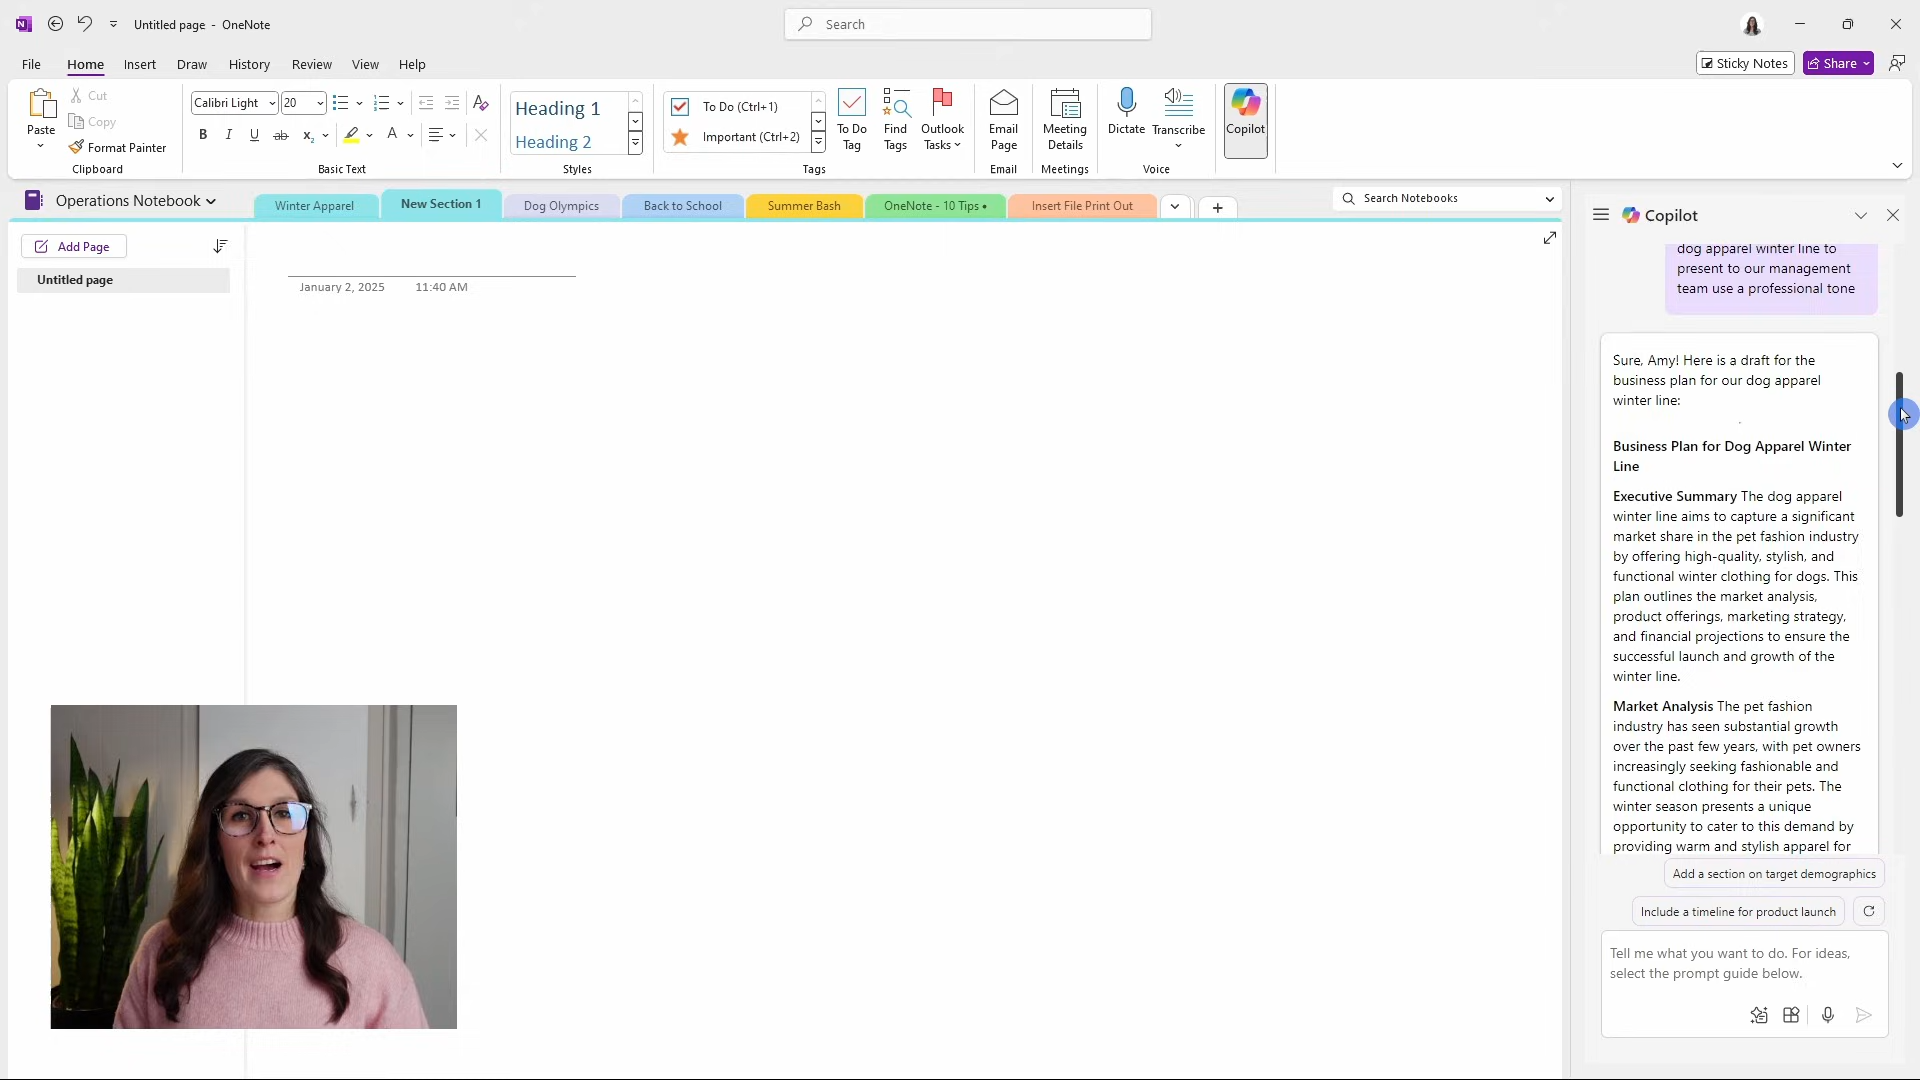 Untitled page - OneNote
Search
File Home Insert Draw History Review View Help
Sticky Notes
Share
Paste
Cut
Copy
Format Painter
Clipboard
Calibri Light 20
B I U ab x₂ A
Basic Text
Heading 1
Heading 2
Styles
To Do (Ctrl+1)
Important (Ctrl+2)
To Do
Tag
Find
Tags
Outlook
Tasks
Tags
Email
Page
Email
Meeting
Details
Meetings
Dictate
Transcribe
Voice
Copilot
Operations Notebook
Winter Apparel
New Section 1
Dog Olympics
Back to School
Summer Bash
OneNote - 10 Tips •
Insert File Print Out
+
Search Notebooks
Add Page
Untitled page
January 2, 2025 11:40 AM
Copilot
dog apparel winter line to
present to our management
team use a professional tone
Sure, Amy! Here is a draft for the
business plan for our dog apparel
winter line:
Business Plan for Dog Apparel Winter
Line
Executive Summary The dog apparel
winter line aims to capture a significant
market share in the pet fashion industry
by offering high-quality, stylish, and
functional winter clothing for dogs. This
plan outlines the market analysis,
product offerings, marketing strategy,
and financial projections to ensure the
successful launch and growth of the
winter line.
Market Analysis The pet fashion
industry has seen substantial growth
over the past few years, with pet owners
increasingly seeking fashionable and
functional clothing for their pets. The
winter season presents a unique
opportunity to cater to this demand by
providing warm and stylish apparel for
Add a section on target demographics
Include a timeline for product launch
Tell me what you want to do. For ideas,
select the prompt guide below.